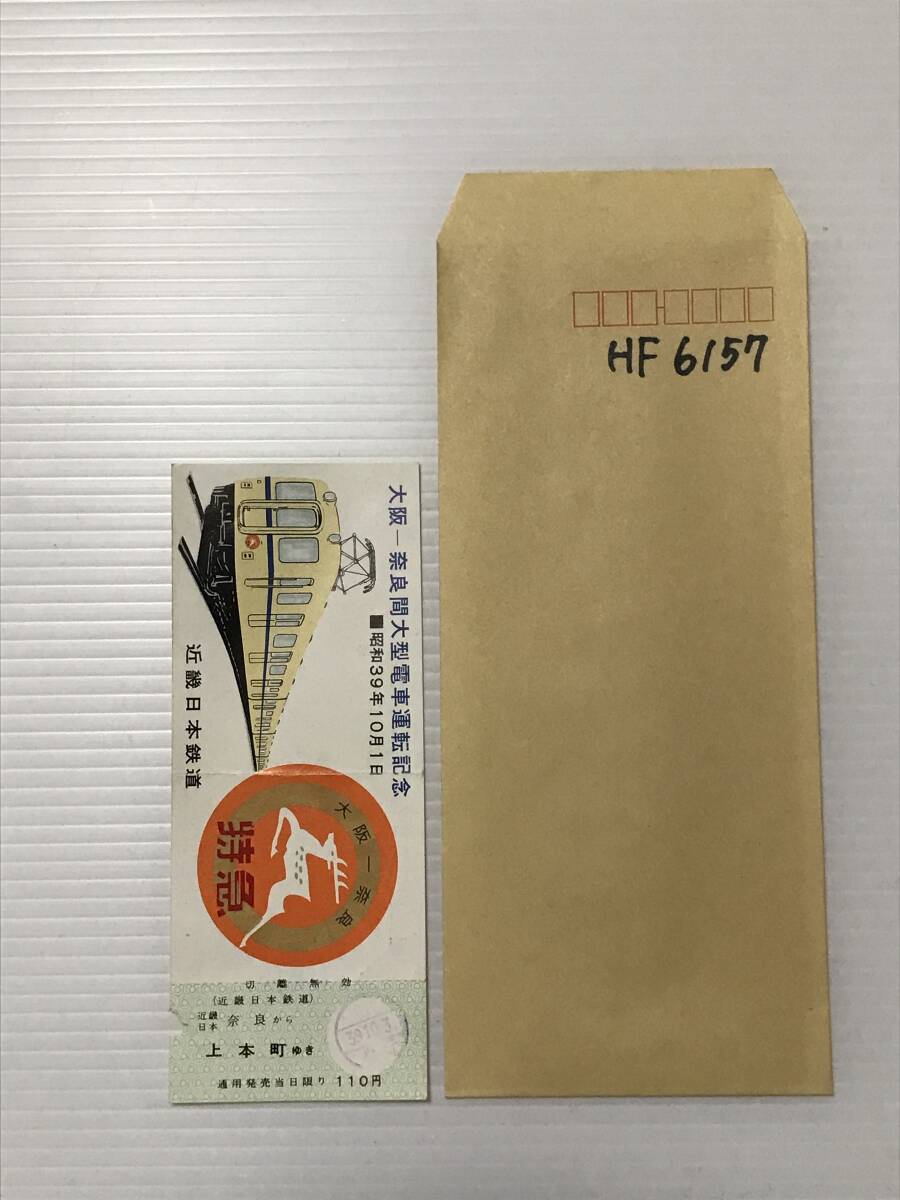 大阪－奈良間大型電車運転記念
■昭和39年10月1日
近畿日本鉄道
大阪－奈良
特急
切離無効
(近畿日本鉄道)
近畿日本 奈良から
上本町ゆき
通用発売当日限り 110円
39.10.3
HF 6157